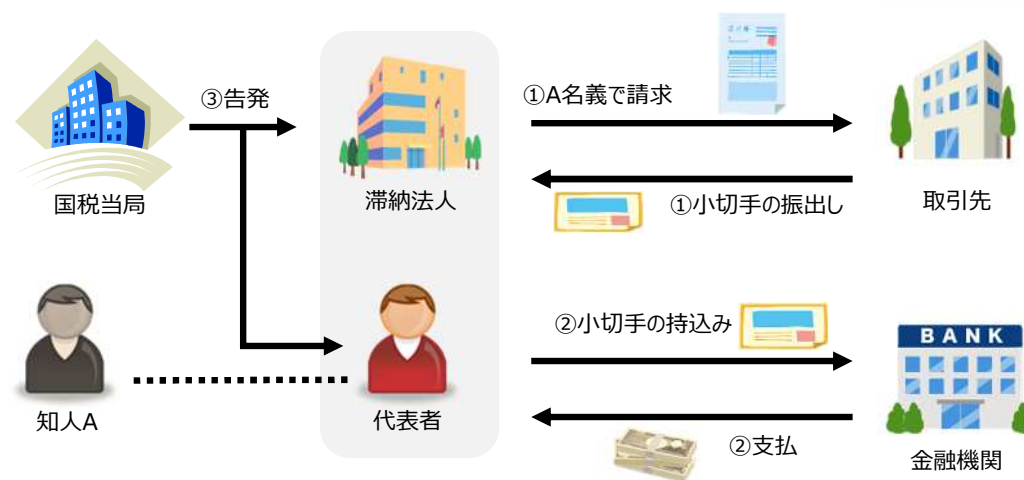 ③告発
①A名義で請求
国税当局
滞納法人
①小切手の振出し
取引先
②小切手の持込み
BANK
知人A
代表者
②支払
金融機関